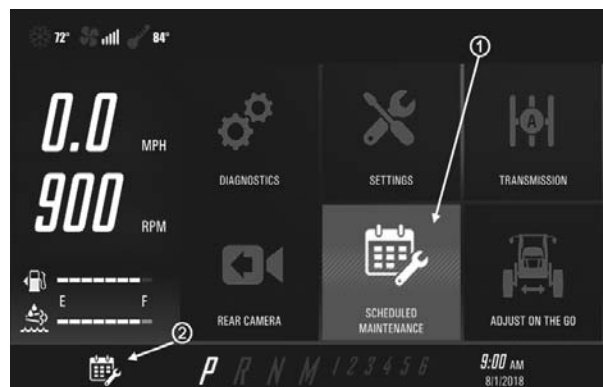 72° 84°
1
0.0 MPH
900 RPM
DIAGNOSTICS
SETTINGS
A
TRANSMISSION
E F
REAR CAMERA
SCHEDULED
MAINTENANCE
ADJUST ON THE GO
2
P R N M 1 2 3 4 5 6
9:00 AM
8/1/2018